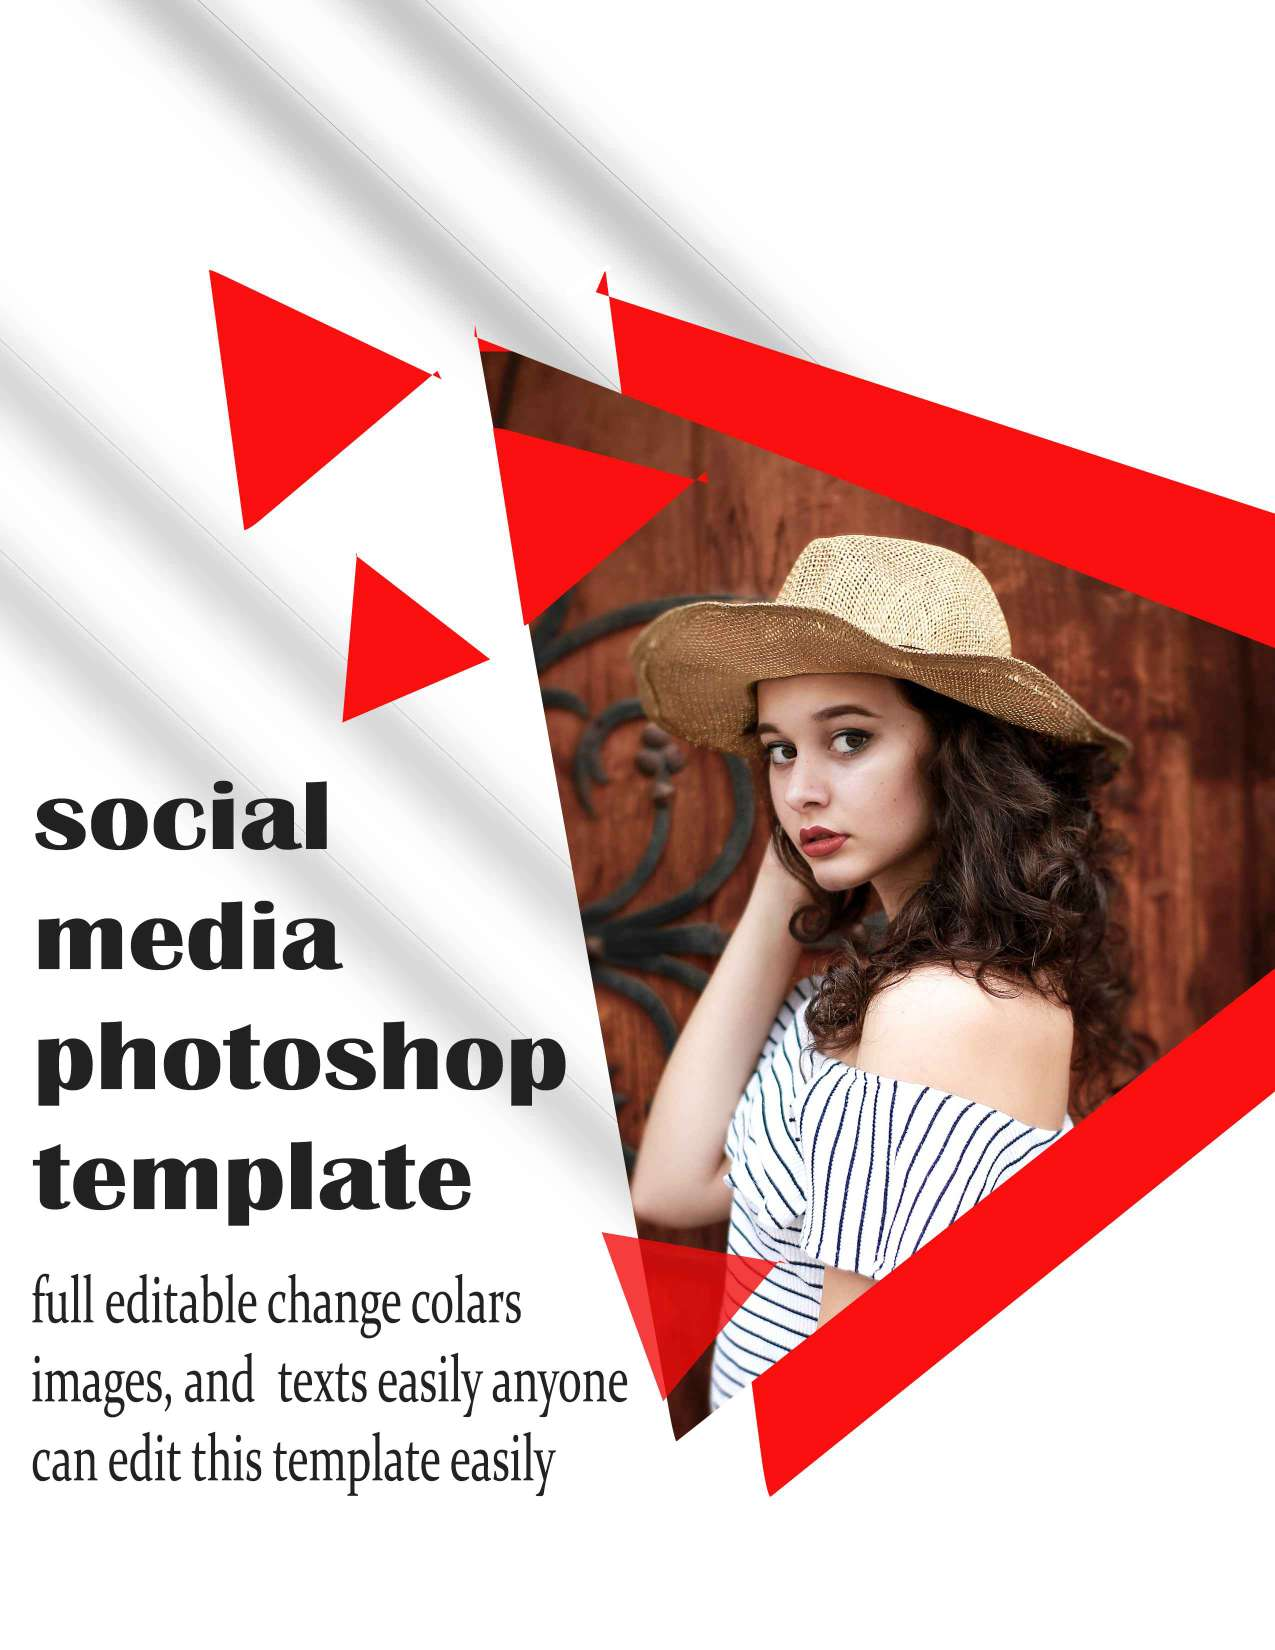 social
media
photoshop
template
full editable change colars
images, and texts easily anyone
can edit this template easily